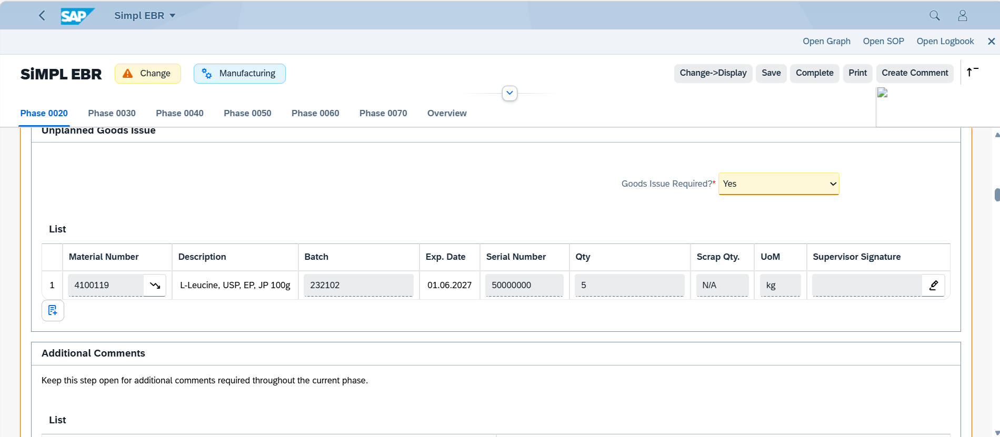 SAP Simpl EBR
Open Graph Open SOP Open Logbook
SiMPL EBR Change Manufacturing Change->Display Save Complete Print Create Comment
Phase 0020 Phase 0030 Phase 0040 Phase 0050 Phase 0060 Phase 0070 Overview
Unplanned Goods Issue
Goods Issue Required?* Yes
List
Material Number Description Batch Exp. Date Serial Number Qty Scrap Qty. UoM Supervisor Signature
1 4100119 L-Leucine, USP, EP, JP 100g 232102 01.06.2027 50000000 5 N/A kg
Additional Comments
Keep this step open for additional comments required throughout the current phase.
List